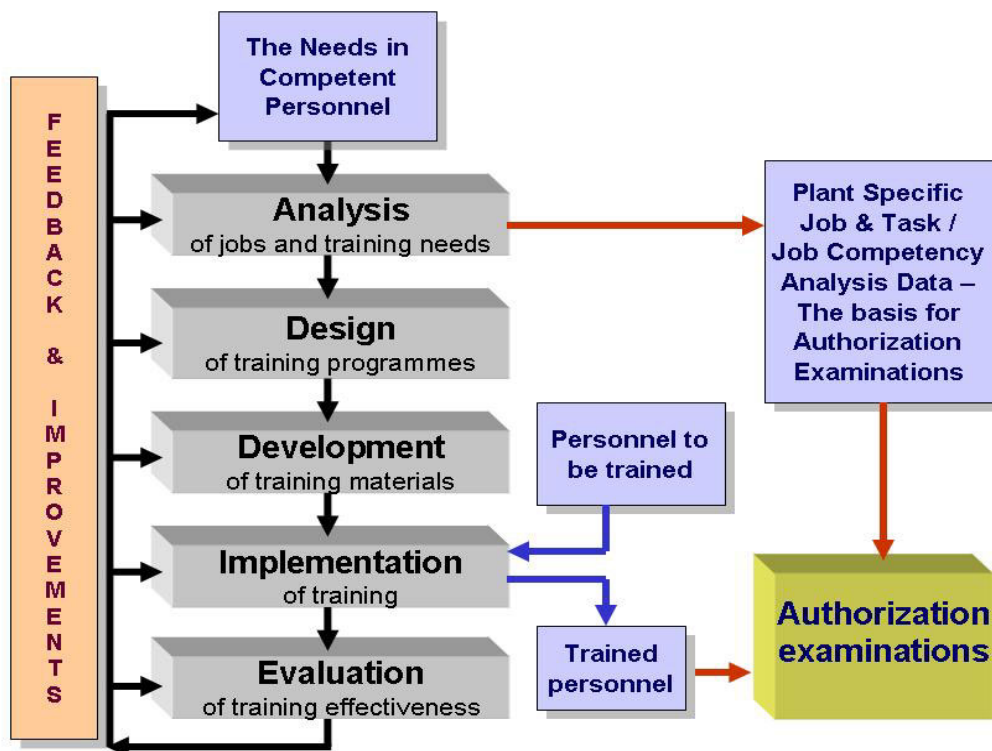 The Needs in
Competent
Personnel
FEEDBACK & IMPROVEMENTS
Analysis
of jobs and training needs
Plant Specific
Job & Task /
Job Competency
Analysis Data –
The basis for
Authorization
Examinations
Design
of training programmes
Development
of training materials
Personnel to
be trained
Implementation
of training
Trained
personnel
Authorization
examinations
Evaluation
of training effectiveness